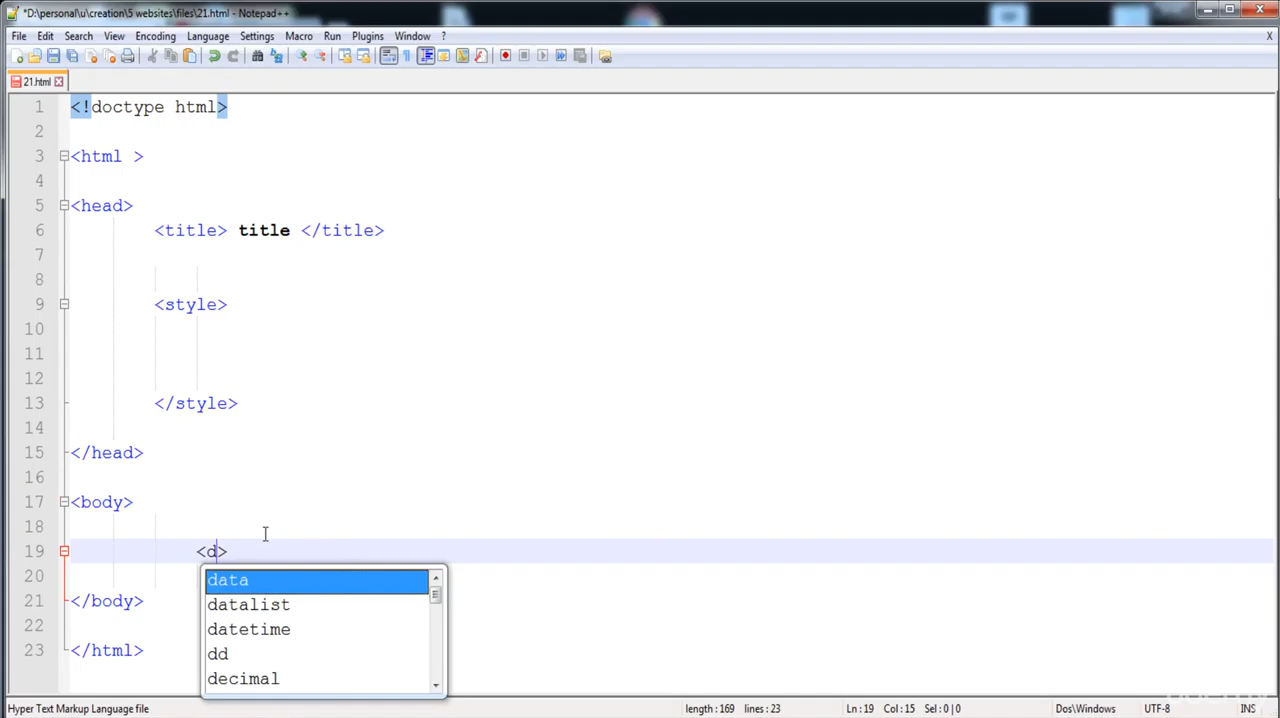 *D:\personal\u\creation\5 websites\files\21.html - Notepad++
File Edit Search View Encoding Language Settings Macro Run Plugins Window ? X
21.html
1 <!doctype html>
2
3 <html >
4
5 <head>
6 <title> title </title>
7
8
9 <style>
10
11
12
13 </style>
14
15 </head>
16
17 <body>
18
19 <d>
20
21 </body>
22
23 </html>
data
datalist
datetime
dd
decimal
Hyper Text Markup Language file length : 169 lines : 23 Ln : 19 Col : 15 Sel : 0 | 0 Dos\Windows UTF-8 INS